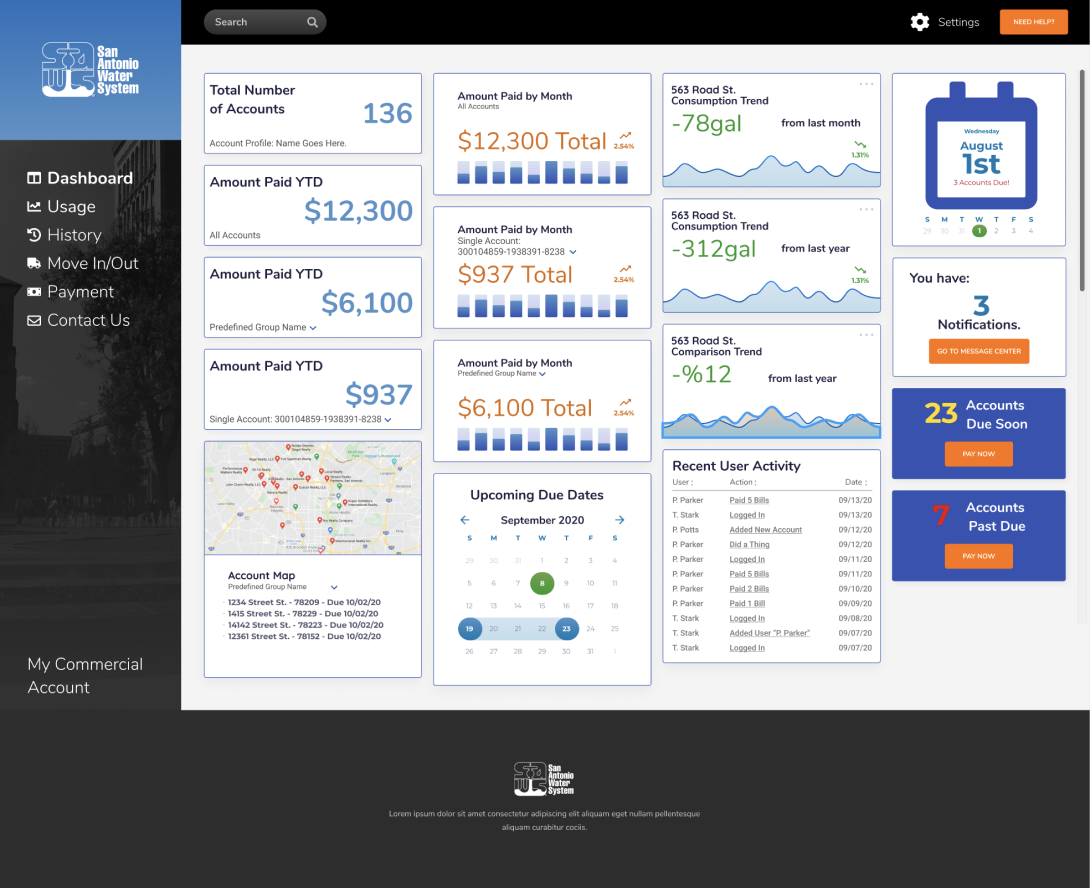 San
Antonio
Water
System
Search
Settings
NEED HELP?
Dashboard
Usage
History
Move In/Out
Payment
Contact Us
My Commercial
Account
Total Number
of Accounts
136
Account Profile: Name Goes Here.
Amount Paid YTD
$12,300
All Accounts
Amount Paid YTD
$6,100
Predefined Group Name
Amount Paid YTD
$937
Single Account: 300104859-1938391-8238
Account Map
Predefined Group Name
1234 Street St. - 78209 - Due 10/02/20
1415 Street St. - 78229 - Due 10/02/20
14142 Street St. - 78223 - Due 10/02/20
12361 Street St. - 78152 - Due 10/02/20
Amount Paid by Month
All Accounts
$12,300 Total
2.54%
Amount Paid by Month
Single Account:
300104859-1938391-8238
$937 Total
2.54%
Amount Paid by Month
Predefined Group Name
$6,100 Total
2.54%
Upcoming Due Dates
September 2020
S M T W T F S
29 30 31 1 2 3 4
5 6 7 8 9 10 11
12 13 14 15 16 17 18
19 20 21 22 23 24 25
26 27 28 29 30 31 1
563 Road St.
Consumption Trend
-78gal from last month
1.31%
563 Road St.
Consumption Trend
-312gal from last year
1.31%
563 Road St.
Comparison Trend
-%12 from last year
Recent User Activity
User : Action : Date :
P. Parker Paid 5 Bills 09/13/20
T. Stark Logged In 09/13/20
P. Potts Added New Account 09/12/20
P. Parker Did a Thing 09/12/20
P. Parker Logged In 09/11/20
P. Parker Paid 5 Bills 09/11/20
P. Parker Paid 2 Bills 09/10/20
P. Parker Paid 1 Bill 09/09/20
T. Stark Logged In 09/08/20
T. Stark Added User "P. Parker" 09/07/20
T. Stark Logged In 09/07/20
Wednesday
August
1st
3 Accounts Due!
S M T W T F S
29 30 31 1 2 3 4
You have:
3
Notifications.
GO TO MESSAGE CENTER
23 Accounts
Due Soon
PAY NOW
7 Accounts
Past Due
PAY NOW
San
Antonio
Water
System
Lorem ipsum dolor sit amet consectetur adipiscing elit aliquam eget nullam pellentesque
aliquam curabitur cociis.